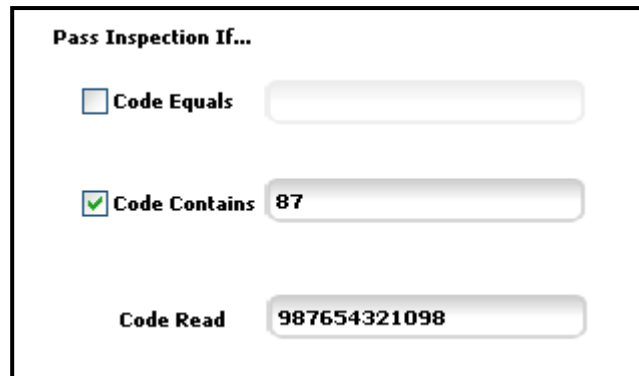 Pass Inspection If...
Code Equals
Code Contains 87
Code Read 987654321098